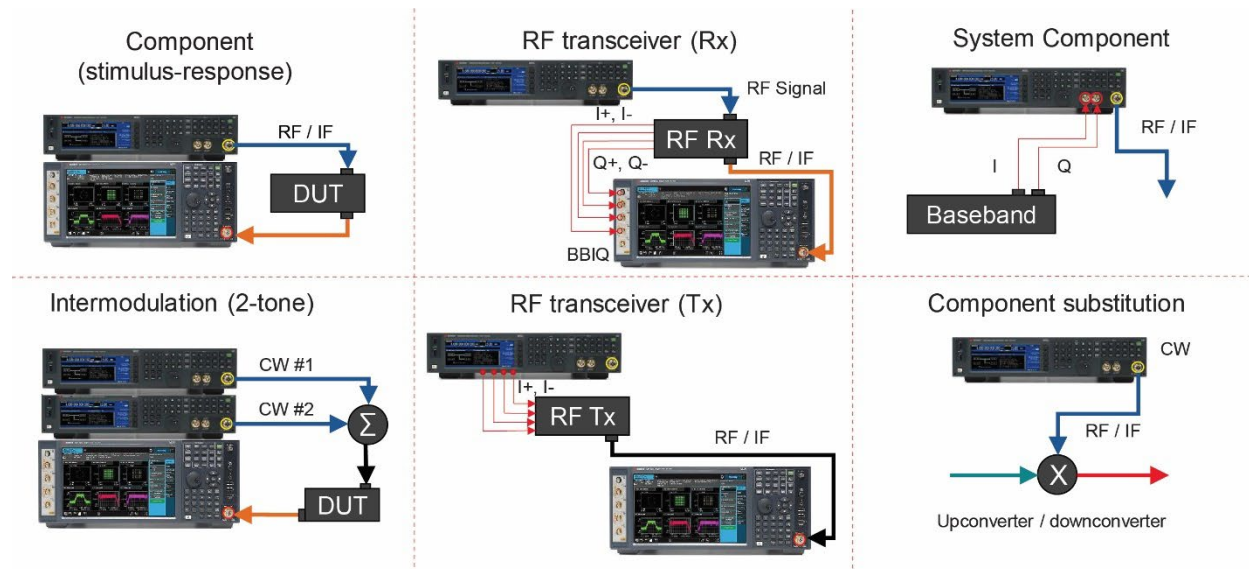 Component
(stimulus-response)
RF / IF
DUT
RF transceiver (Rx)
RF Signal
I+, I-
RF Rx
Q+, Q-
RF / IF
BBIQ
System Component
RF / IF
I
Q
Baseband
Intermodulation (2-tone)
CW #1
CW #2
Σ
DUT
RF transceiver (Tx)
I+, I-
RF Tx
RF / IF
Component substitution
CW
RF / IF
X
Upconverter / downconverter